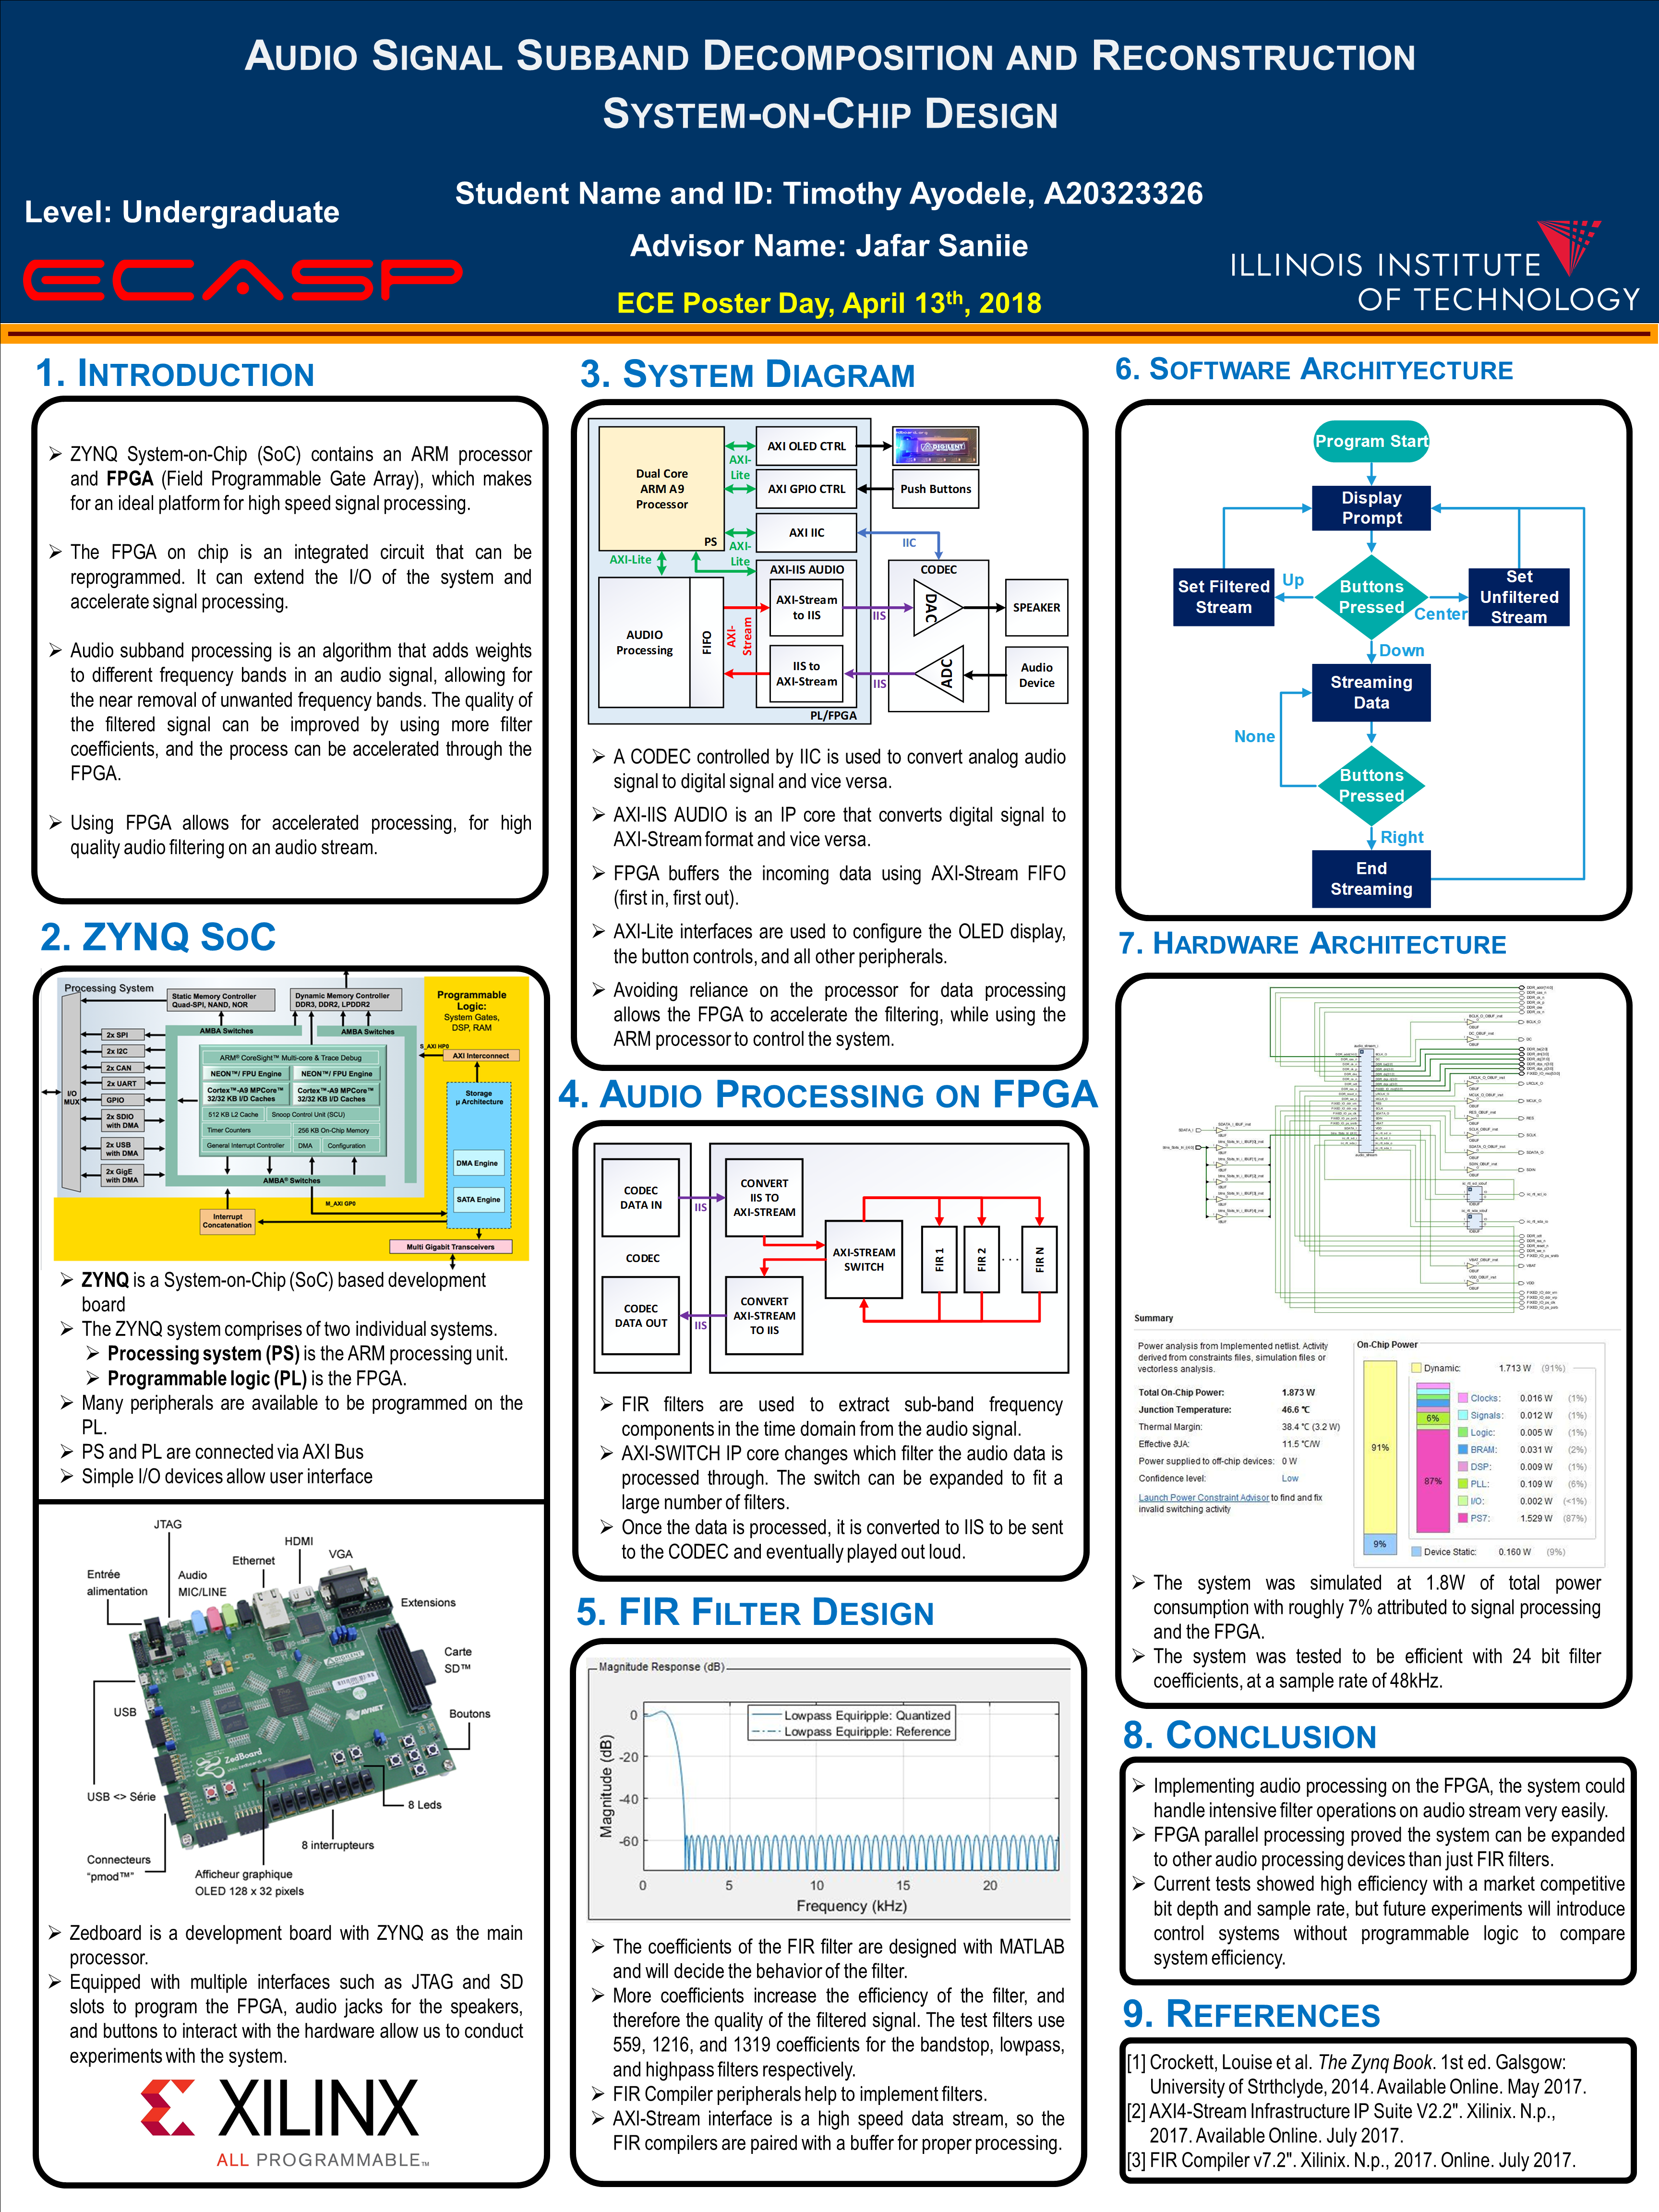 AUDIO SIGNAL SUBBAND DECOMPOSITION AND RECONSTRUCTION
SYSTEM-ON-CHIP DESIGN
Student Name and ID: Timothy Ayodele, A20323326
Level: Undergraduate
Advisor Name: Jafar Saniie
ECASP
ECE Poster Day, April 13th, 2018
ILLINOIS INSTITUTE
OF TECHNOLOGY
1. INTRODUCTION
➢ ZYNQ System-on-Chip (SoC) contains an ARM processor
and FPGA (Field Programmable Gate Array), which makes
for an ideal platform for high speed signal processing.
➢ The FPGA on chip is an integrated circuit that can be
reprogrammed. It can extend the I/O of the system and
accelerate signal processing.
➢ Audio subband processing is an algorithm that adds weights
to different frequency bands in an audio signal, allowing for
the near removal of unwanted frequency bands. The quality of
the filtered signal can be improved by using more filter
coefficients, and the process can be accelerated through the
FPGA.
➢ Using FPGA allows for accelerated processing, for high
quality audio filtering on an audio stream.
2. ZYNQ SOC
Processing System
Static Memory Controller
Quad-SPI, NAND, NOR
Dynamic Memory Controller
DDR3, DDR2, LPDDR2
Programmable
Logic:
System Gates,
DSP, RAM
AMBA Switches
AMBA Switches
S_AXI HP0
AXI Interconnect
I/O
MUX
2x SPI
2x I2C
2x CAN
2x UART
GPIO
2x SDIO
with DMA
2x USB
with DMA
2x GigE
with DMA
ARM® CoreSight™ Multi-core & Trace Debug
NEON™/ FPU Engine
NEON™/ FPU Engine
Cortex™-A9 MPCore™
32/32 KB I/D Caches
Cortex™-A9 MPCore™
32/32 KB I/D Caches
512 KB L2 Cache
Snoop Control Unit (SCU)
Timer Counters
256 KB On-Chip Memory
General Interrupt Controller
DMA
Configuration
AMBA® Switches
Storage
µ Architecture
DMA Engine
SATA Engine
M_AXI GP0
Interrupt
Concatenation
Multi Gigabit Transceivers
➢ ZYNQ is a System-on-Chip (SoC) based development
board
➢ The ZYNQ system comprises of two individual systems.
➢ Processing system (PS) is the ARM processing unit.
➢ Programmable logic (PL) is the FPGA.
➢ Many peripherals are available to be programmed on the
PL.
➢ PS and PL are connected via AXI Bus
➢ Simple I/O devices allow user interface
JTAG
HDMI
Ethernet
VGA
Entrée
alimentation
Audio
MIC/LINE
Extensions
Carte
SD™
USB
Boutons
USB <> Série
8 Leds
8 interrupteurs
Connecteurs
"pmod™"
Afficheur graphique
OLED 128 x 32 pixels
ZedBoard
AVNET
➢ Zedboard is a development board with ZYNQ as the main
processor.
➢ Equipped with multiple interfaces such as JTAG and SD
slots to program the FPGA, audio jacks for the speakers,
and buttons to interact with the hardware allow us to conduct
experiments with the system.
XILINX
ALL PROGRAMMABLE™
3. SYSTEM DIAGRAM
Dual Core
ARM A9
Processor
PS
AXI-
Lite
AXI OLED CTRL
DIGILENT
AXI GPIO CTRL
Push Buttons
AXI IIC
IIC
AXI-Lite
AXI-
Lite
AXI-IIS AUDIO
CODEC
AUDIO
Processing
FIFO
AXI-
Stream
AXI-Stream
to IIS
IIS
DAC
SPEAKER
IIS to
AXI-Stream
IIS
ADC
Audio
Device
PL/FPGA
➢ A CODEC controlled by IIC is used to convert analog audio
signal to digital signal and vice versa.
➢ AXI-IIS AUDIO is an IP core that converts digital signal to
AXI-Stream format and vice versa.
➢ FPGA buffers the incoming data using AXI-Stream FIFO
(first in, first out).
➢ AXI-Lite interfaces are used to configure the OLED display,
the button controls, and all other peripherals.
➢ Avoiding reliance on the processor for data processing
allows the FPGA to accelerate the filtering, while using the
ARM processor to control the system.
4. AUDIO PROCESSING ON FPGA
CODEC
DATA IN
IIS
CONVERT
IIS TO
AXI-STREAM
CODEC
AXI-STREAM
SWITCH
FIR 1
FIR 2
. . .
FIR N
CODEC
DATA OUT
IIS
CONVERT
AXI-STREAM
TO IIS
➢ FIR filters are used to extract sub-band frequency
components in the time domain from the audio signal.
➢ AXI-SWITCH IP core changes which filter the audio data is
processed through. The switch can be expanded to fit a
large number of filters.
➢ Once the data is processed, it is converted to IIS to be sent
to the CODEC and eventually played out loud.
5. FIR FILTER DESIGN
Magnitude Response (dB)
Lowpass Equiripple: Quantized
Lowpass Equiripple: Reference
Magnitude (dB)
0
-20
-40
-60
0 5 10 15 20
Frequency (kHz)
➢ The coefficients of the FIR filter are designed with MATLAB
and will decide the behavior of the filter.
➢ More coefficients increase the efficiency of the filter, and
therefore the quality of the filtered signal. The test filters use
559, 1216, and 1319 coefficients for the bandstop, lowpass,
and highpass filters respectively.
➢ FIR Compiler peripherals help to implement filters.
➢ AXI-Stream interface is a high speed data stream, so the
FIR compilers are paired with a buffer for proper processing.
6. SOFTWARE ARCHITYECTURE
Program Start
Display
Prompt
Set Filtered
Stream
Up
Buttons
Pressed
Center
Set
Unfiltered
Stream
Down
Streaming
Data
None
Buttons
Pressed
Right
End
Streaming
7. HARDWARE ARCHITECTURE
Summary
Power analysis from Implemented netlist. Activity
derived from constraints files, simulation files or
vectorless analysis.
Total On-Chip Power: 1.873 W
Junction Temperature: 46.6 °C
Thermal Margin: 38.4 °C (3.2 W)
Effective ϑJA: 11.5 °C/W
Power supplied to off-chip devices: 0 W
Confidence level: Low
Launch Power Constraint Advisor to find and fix
invalid switching activity
On-Chip Power
91%
9%
6%
87%
Dynamic: 1.713 W (91%)
Clocks: 0.016 W (1%)
Signals: 0.012 W (1%)
Logic: 0.005 W (1%)
BRAM: 0.031 W (2%)
DSP: 0.009 W (1%)
PLL: 0.109 W (6%)
I/O: 0.002 W (<1%)
PS7: 1.529 W (87%)
Device Static: 0.160 W (9%)
➢ The system was simulated at 1.8W of total power
consumption with roughly 7% attributed to signal processing
and the FPGA.
➢ The system was tested to be efficient with 24 bit filter
coefficients, at a sample rate of 48kHz.
8. CONCLUSION
➢ Implementing audio processing on the FPGA, the system could
handle intensive filter operations on audio stream very easily.
➢ FPGA parallel processing proved the system can be expanded
to other audio processing devices than just FIR filters.
➢ Current tests showed high efficiency with a market competitive
bit depth and sample rate, but future experiments will introduce
control systems without programmable logic to compare
system efficiency.
9. REFERENCES
[1] Crockett, Louise et al. The Zynq Book. 1st ed. Galsgow:
University of Strthclyde, 2014. Available Online. May 2017.
[2] AXI4-Stream Infrastructure IP Suite V2.2". Xilinix. N.p.,
2017. Available Online. July 2017.
[3] FIR Compiler v7.2". Xilinix. N.p., 2017. Online. July 2017.